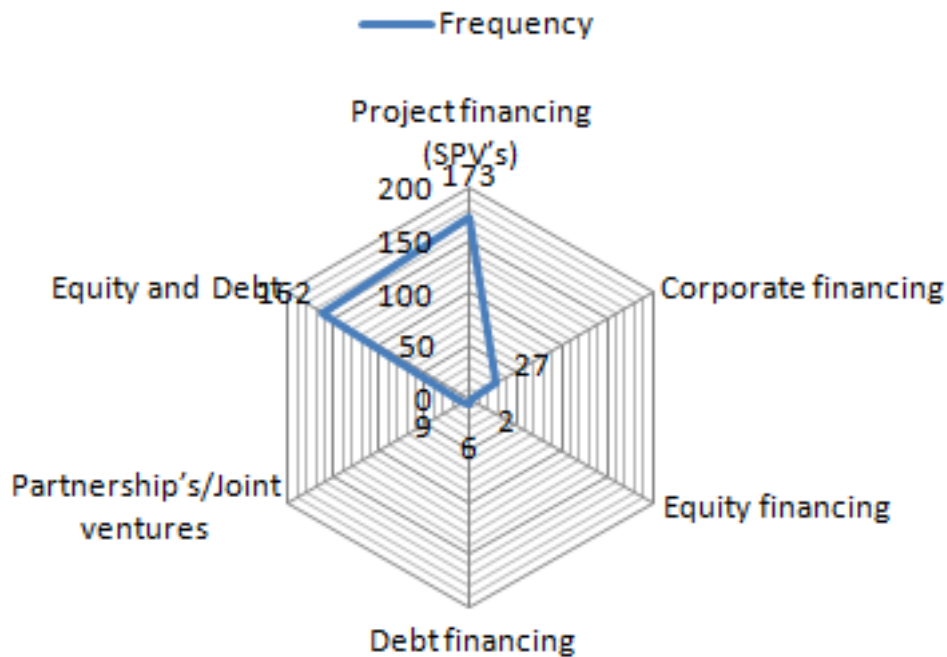 Frequency
Project financing
(SPV's)
173
200
150
Equity and Debt
162
100
Corporate financing
50
27
0
9
2
6
Partnership's/Joint
ventures
Equity financing
Debt financing